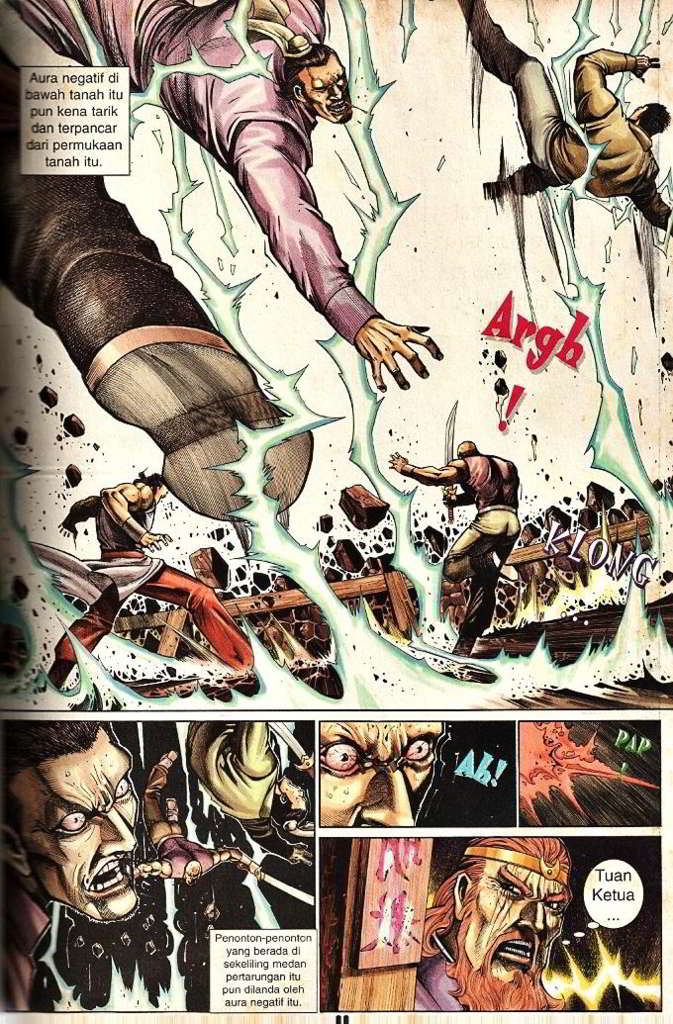 Aura negatif di
bawah tanah itu
pun kena tarik
dan terpancar
dari permukaan
tanah itu.
Argh
!
KLONG
Ah!
PAP
!
Tuan
Ketua
...
Penonton-penonton
yang berada di
sekeliling medan
pertarungan itu
pun dilanda oleh
aura negatif itu.